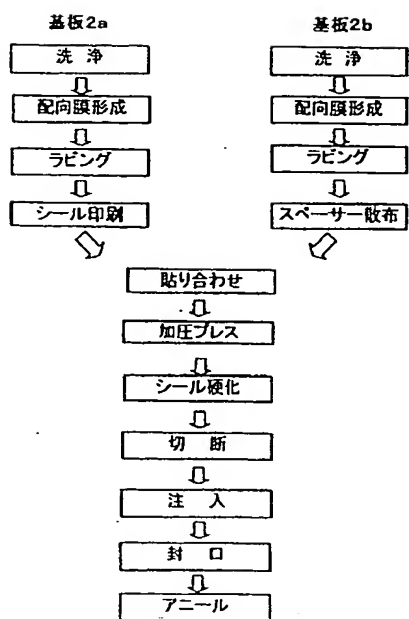 基板2a
洗 浄
配向膜形成
ラビング
シール印刷
基板2b
洗 浄
配向膜形成
ラビング
スペーサー散布
貼り合わせ
加圧プレス
シール硬化
切 断
注 入
封 口
アニール